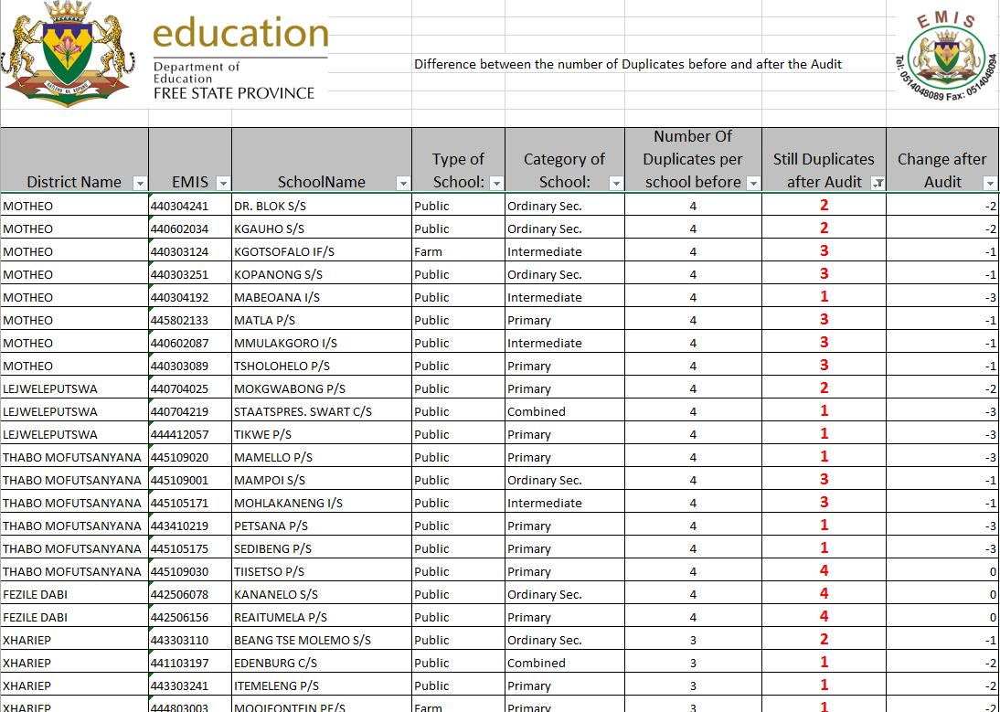 education
Department of
Education
FREE STATE PROVINCE
Difference between the number of Duplicates before and after the Audit
EMIS
Tel: 0514048089 Fax: 0514048094
District Name EMIS SchoolName Type of School: Category of School: Number Of Duplicates per school before Still Duplicates after Audit Change after Audit
MOTHEO 440304241 DR. BLOK S/S Public Ordinary Sec. 4 2 -2
MOTHEO 440602034 KGAUHO S/S Public Ordinary Sec. 4 2 -2
MOTHEO 440303124 KGOTSOFALO IF/S Farm Intermediate 4 3 -1
MOTHEO 440303251 KOPANONG S/S Public Ordinary Sec. 4 3 -1
MOTHEO 440304192 MABEOANA I/S Public Intermediate 4 1 -3
MOTHEO 445802133 MATLA P/S Public Primary 4 3 -1
MOTHEO 440602087 MMULAKGORO I/S Public Intermediate 4 3 -1
MOTHEO 440303089 TSHOLOHELO P/S Public Primary 4 3 -1
LEJWELEPUTSWA 440704025 MOKGWABONG P/S Public Primary 4 2 -2
LEJWELEPUTSWA 440704219 STAATSPRES. SWART C/S Public Combined 4 1 -3
LEJWELEPUTSWA 444412057 TIKWE P/S Public Primary 4 1 -3
THABO MOFUTSANYANA 445109020 MAMELLO P/S Public Primary 4 1 -3
THABO MOFUTSANYANA 445109001 MAMPOI S/S Public Ordinary Sec. 4 3 -1
THABO MOFUTSANYANA 445105171 MOHLAKANENG I/S Public Intermediate 4 3 -1
THABO MOFUTSANYANA 443410219 PETSANA P/S Public Primary 4 1 -3
THABO MOFUTSANYANA 445105175 SEDIBENG P/S Public Primary 4 1 -3
THABO MOFUTSANYANA 445109030 TIISETSO P/S Public Primary 4 4 0
FEZILE DABI 442506078 KANANELO S/S Public Ordinary Sec. 4 4 0
FEZILE DABI 442506156 REAITUMELA P/S Public Primary 4 4 0
XHARIEP 443303110 BEANG TSE MOLEMO S/S Public Ordinary Sec. 3 2 -1
XHARIEP 441103197 EDENBURG C/S Public Combined 3 1 -2
XHARIEP 443303241 ITEMELENG P/S Public Primary 3 1 -2
XHARIEP 444803003 MOOIFONTEIN PF/S Farm Primary 3 1 -2